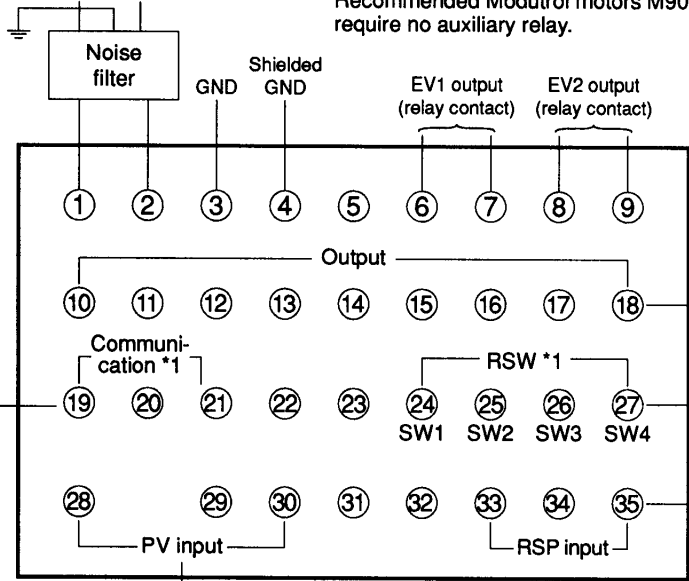 Recommended Modutrol motors M90
require no auxiliary relay.
Noise
filter
GND
Shielded
GND
EV1 output
(relay contact)
EV2 output
(relay contact)
1 2 3 4 5 6 7 8 9
Output
10 11 12 13 14 15 16 17 18
Communi-
cation *1
RSW *1
19 20 21 22 23 24 25 26 27
SW1 SW2 SW3 SW4
28 29 30 31 32 33 34 35
PV input
RSP input